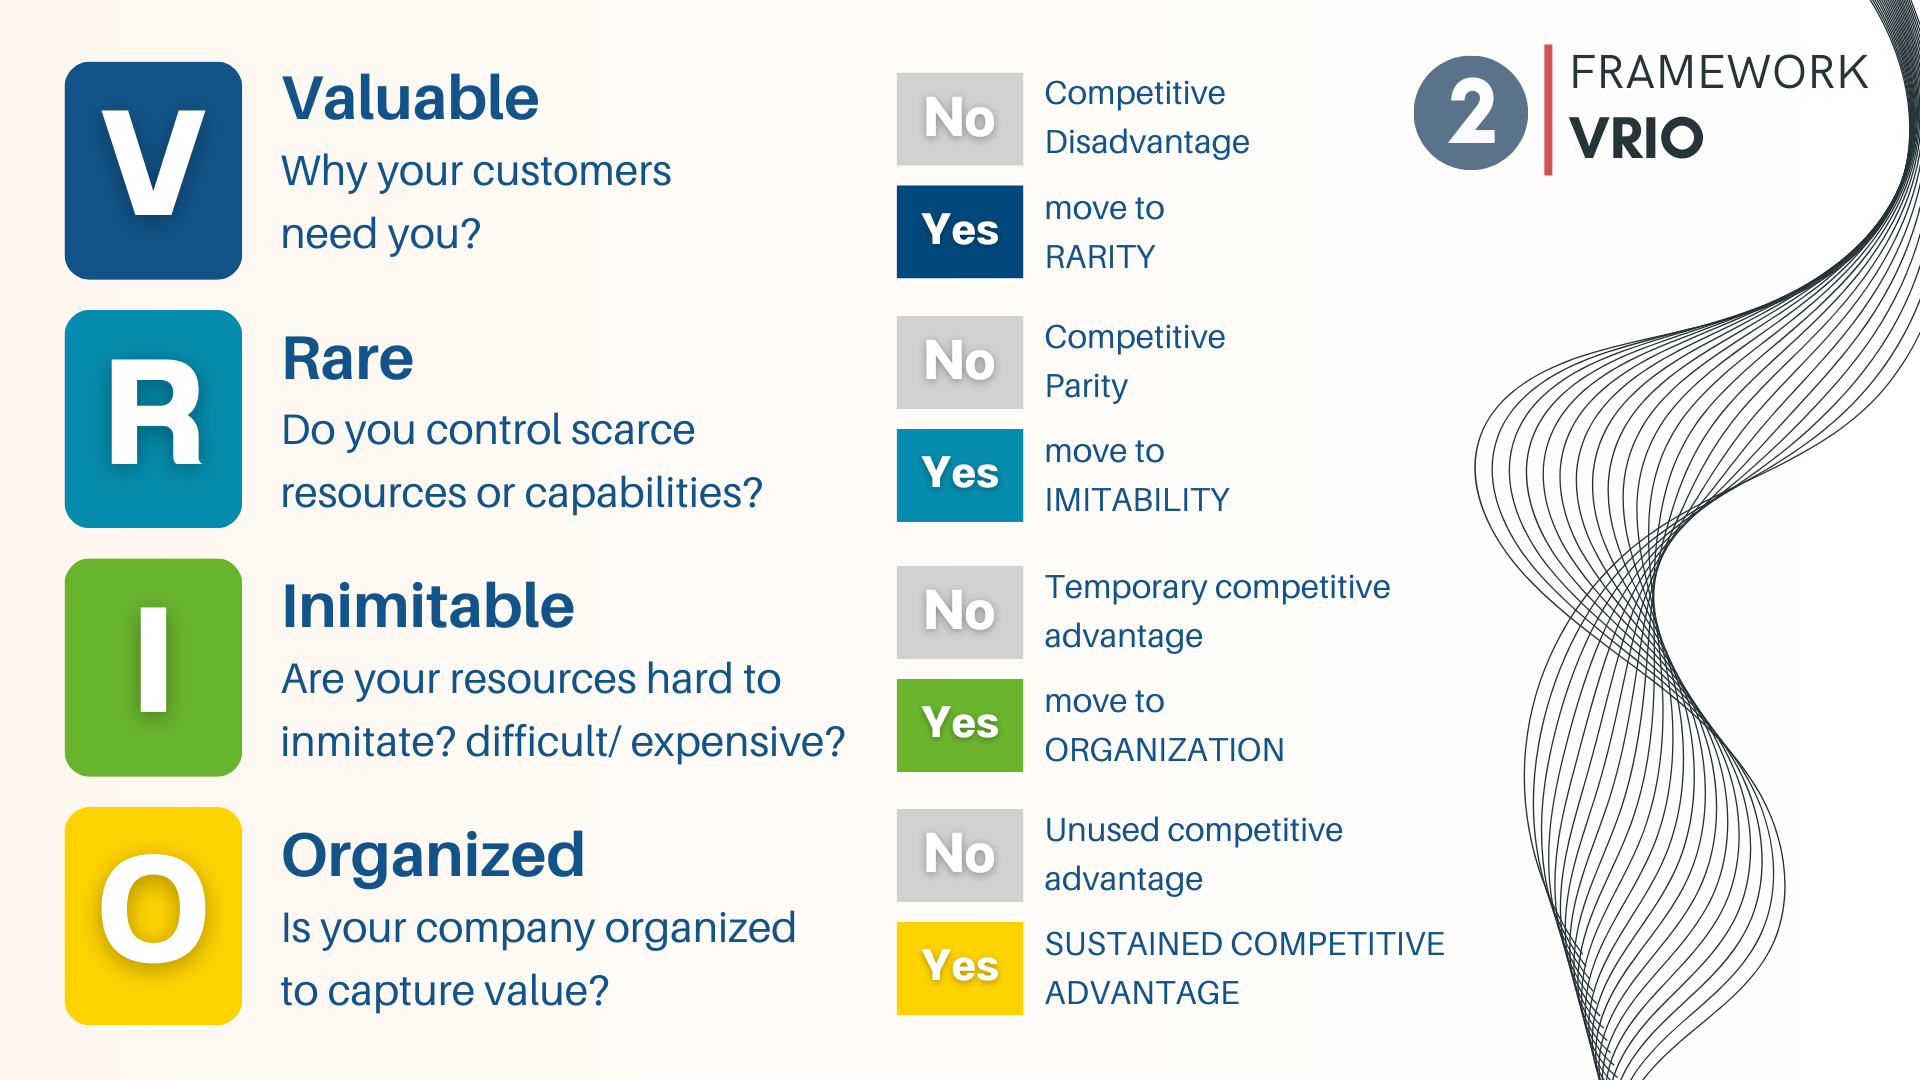 2
FRAMEWORK
VRIO
V
Valuable
Why your customers
need you?
No
Competitive
Disadvantage
Yes
move to
RARITY
R
Rare
Do you control scarce
resources or capabilities?
No
Competitive
Parity
Yes
move to
IMITABILITY
I
Inimitable
Are your resources hard to
inmitate? difficult/ expensive?
No
Temporary competitive
advantage
Yes
move to
ORGANIZATION
O
Organized
Is your company organized
to capture value?
No
Unused competitive
advantage
Yes
SUSTAINED COMPETITIVE
ADVANTAGE